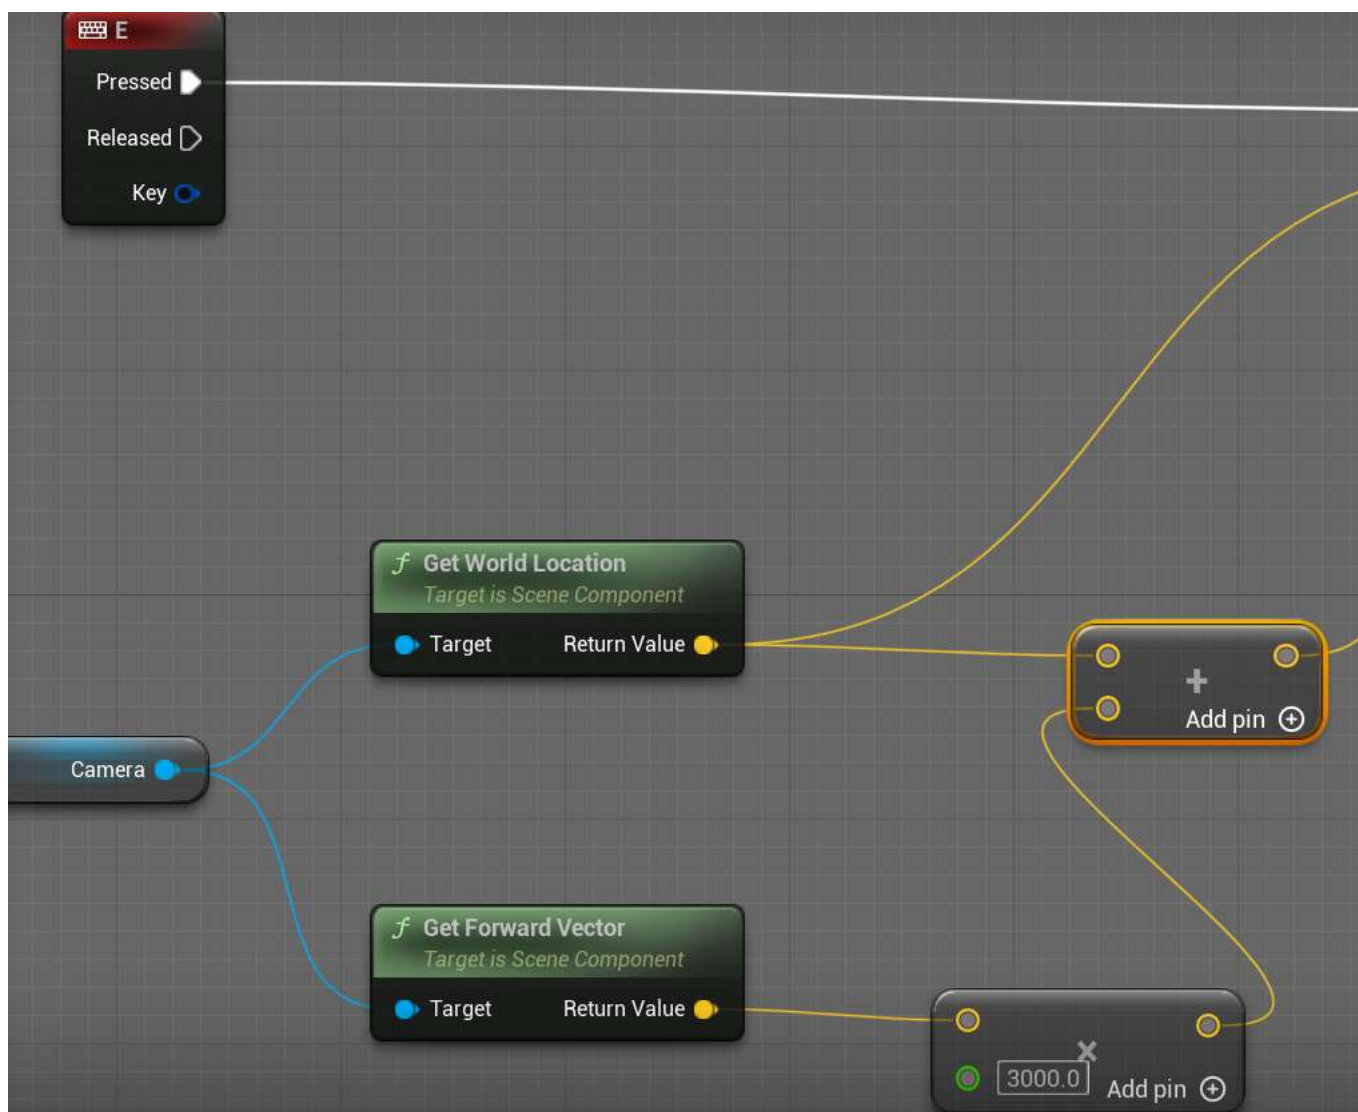 E
Pressed
Released
Key
Get World Location
Target is Scene Component
Target
Return Value
Add pin
Camera
Get Forward Vector
Target is Scene Component
Target
Return Value
3000.0
Add pin